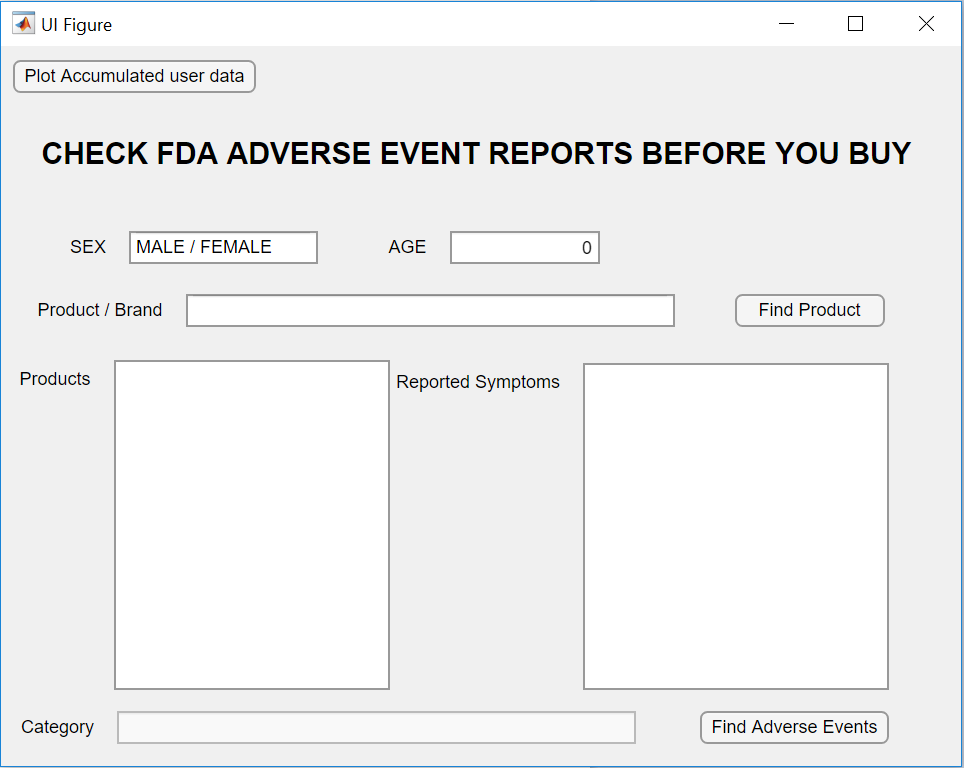 UI Figure
Plot Accumulated user data
CHECK FDA ADVERSE EVENT REPORTS BEFORE YOU BUY
SEX MALE / FEMALE AGE 0
Product / Brand Find Product
Products Reported Symptoms
Category Find Adverse Events